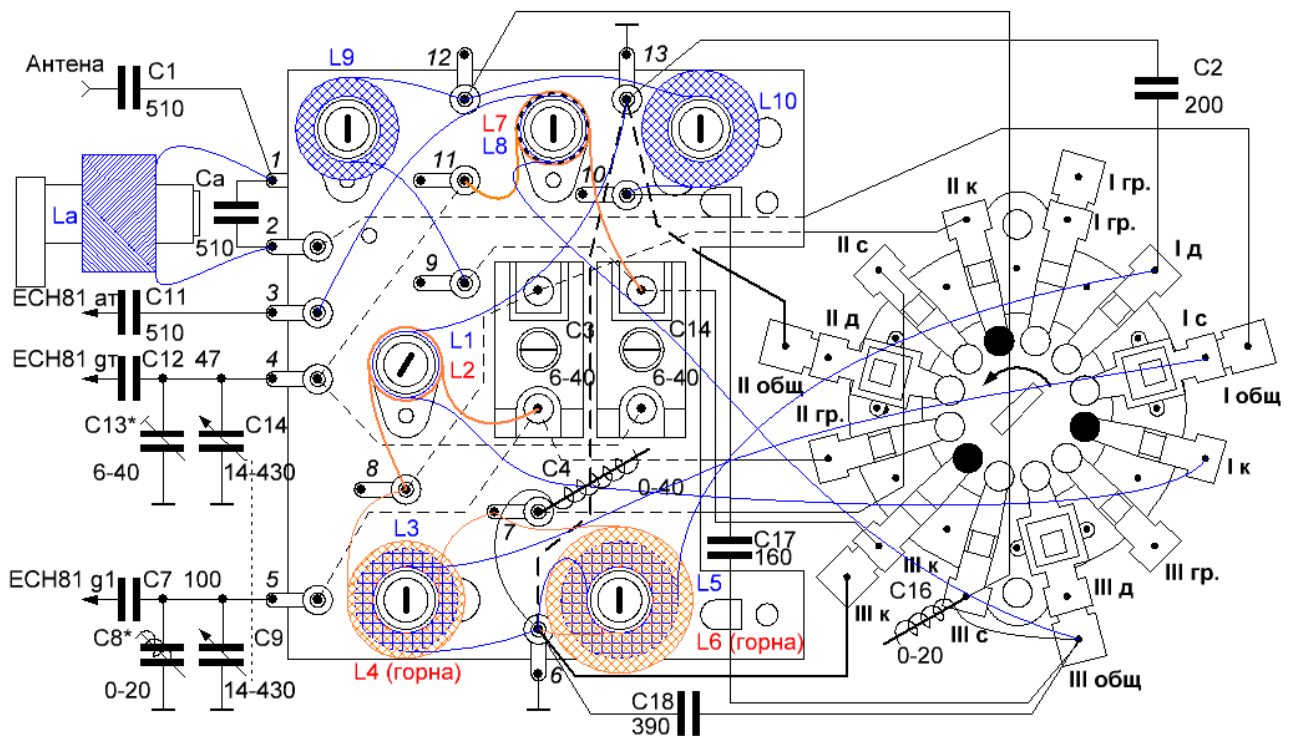 12
13
L9
Антена
C1
510
C2
200
L10
L7
L8
1
11
10
II к
I гр.
I гр.
Ca
La
2
510
II с
I д
9
ECH81 aт
C11
3
510
L1
C3
C14
II д
I с
ECH81 gт
C12 47
4
L2
6-40
6-40
II общ
I общ
II гр.
C13*
C14
6-40
14-430
8
C4
0-40
I к
7
C17
160
L3
III к
III гр.
ECH81 g1
C7 100
5
L5
C16
III к
III д
C8*
C9
III с
L6 (горна)
0-20
0-20
14-430
L4 (горна)
6
III общ
C18
390